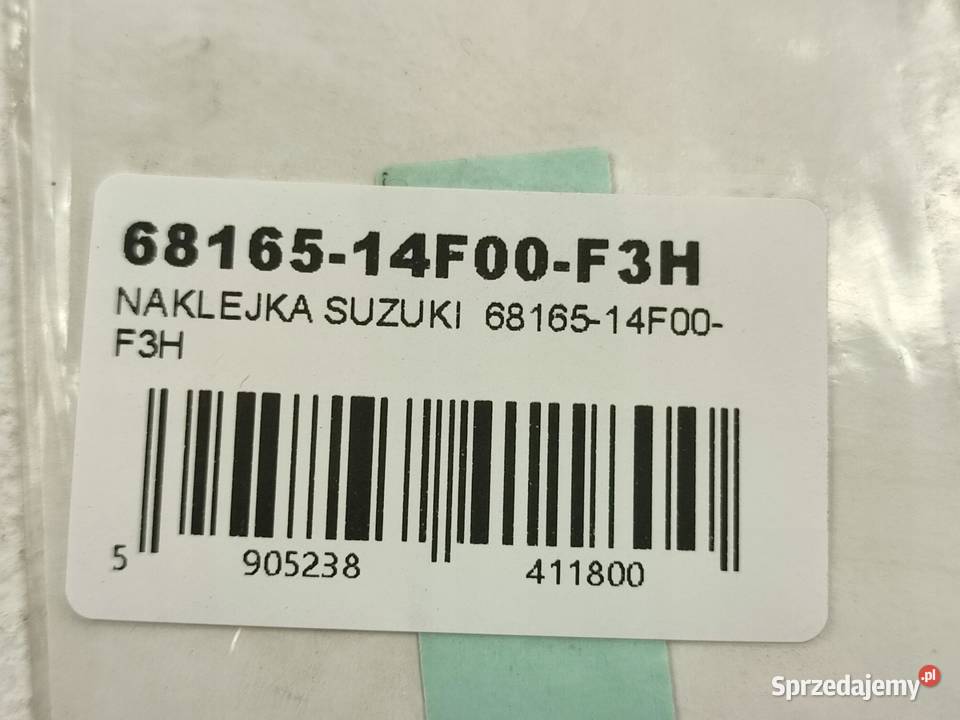 68165-14F00-F3H
NAKLEJKA SUZUKI 68165-14F00-
F3H
5 905238 411800
Sprzedajemy.pl